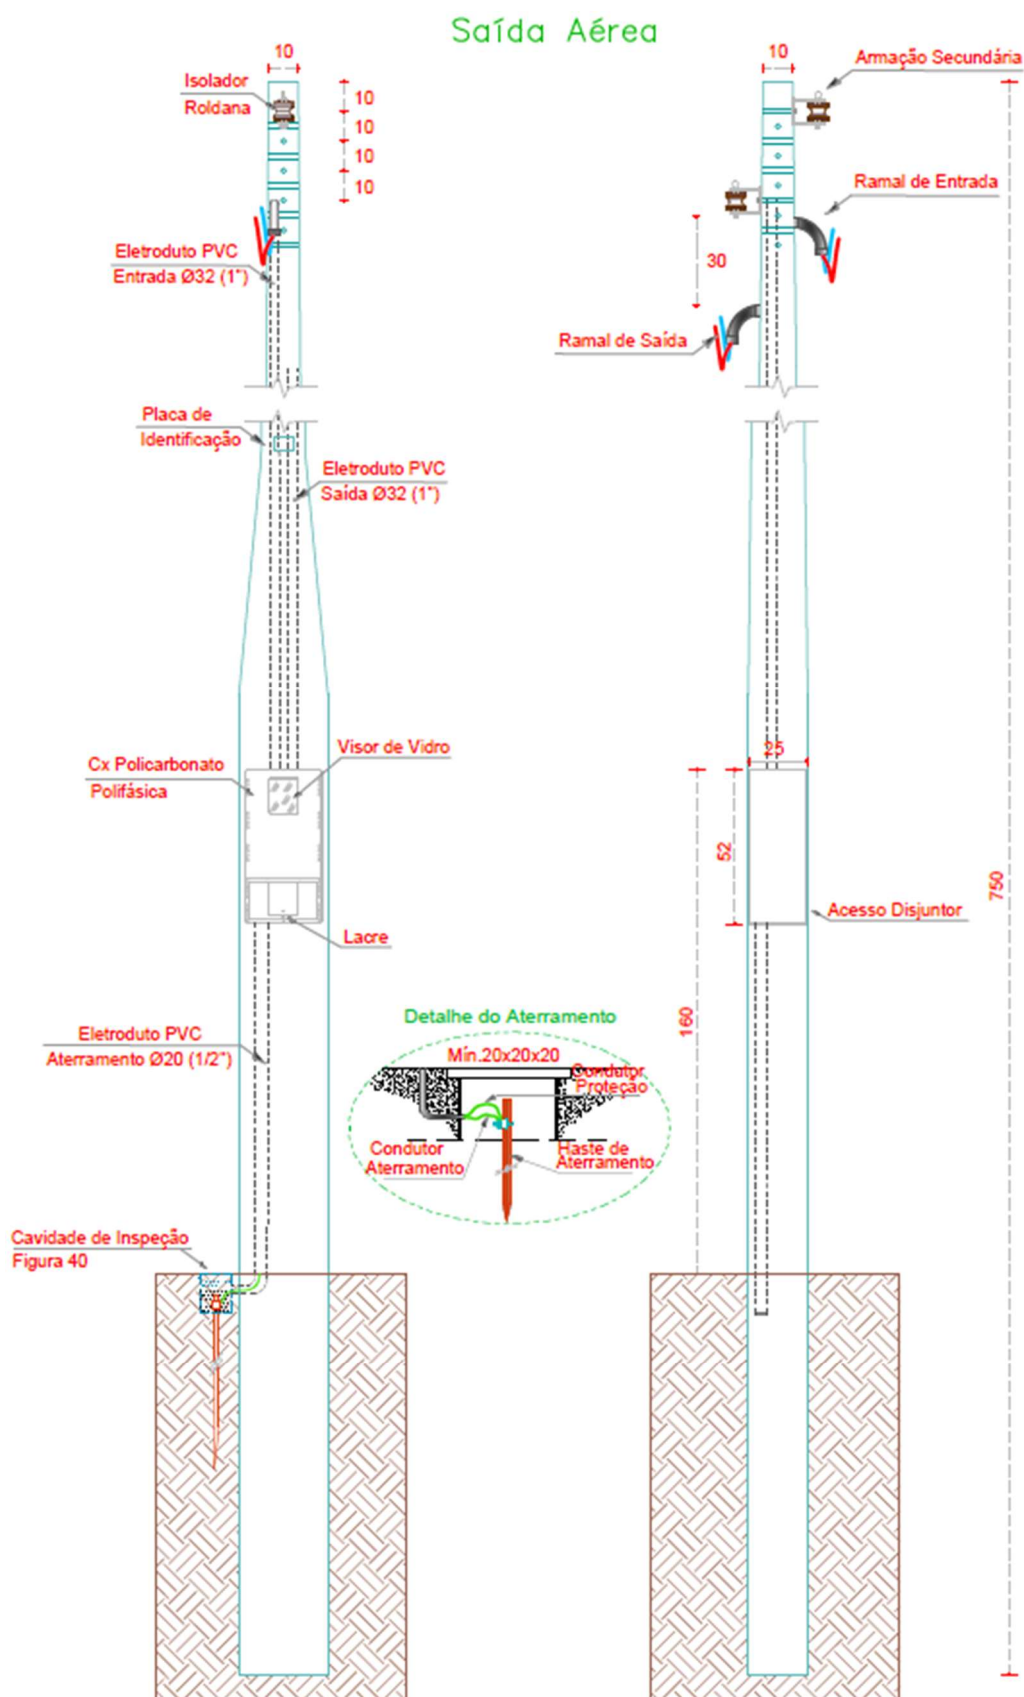 Saída Aérea
10
Isolador
Roldana
10
10
10
10
Eletroduto PVC
Entrada Ø32 (1")
Placa de
Identificação
Eletroduto PVC
Saída Ø32 (1")
Cx Policarbonato
Polifásica
Visor de Vidro
Lacre
Eletroduto PVC
Aterramento Ø20 (1/2")
Cavidade de Inspeção
Figura 40
Detalhe do Aterramento
Mín.20x20x20
Condutor
Proteção
Condutor
Aterramento
Haste de
Aterramento
10
Armação Secundária
Ramal de Entrada
30
Ramal de Saída
25
52
160
750
Acesso Disjuntor